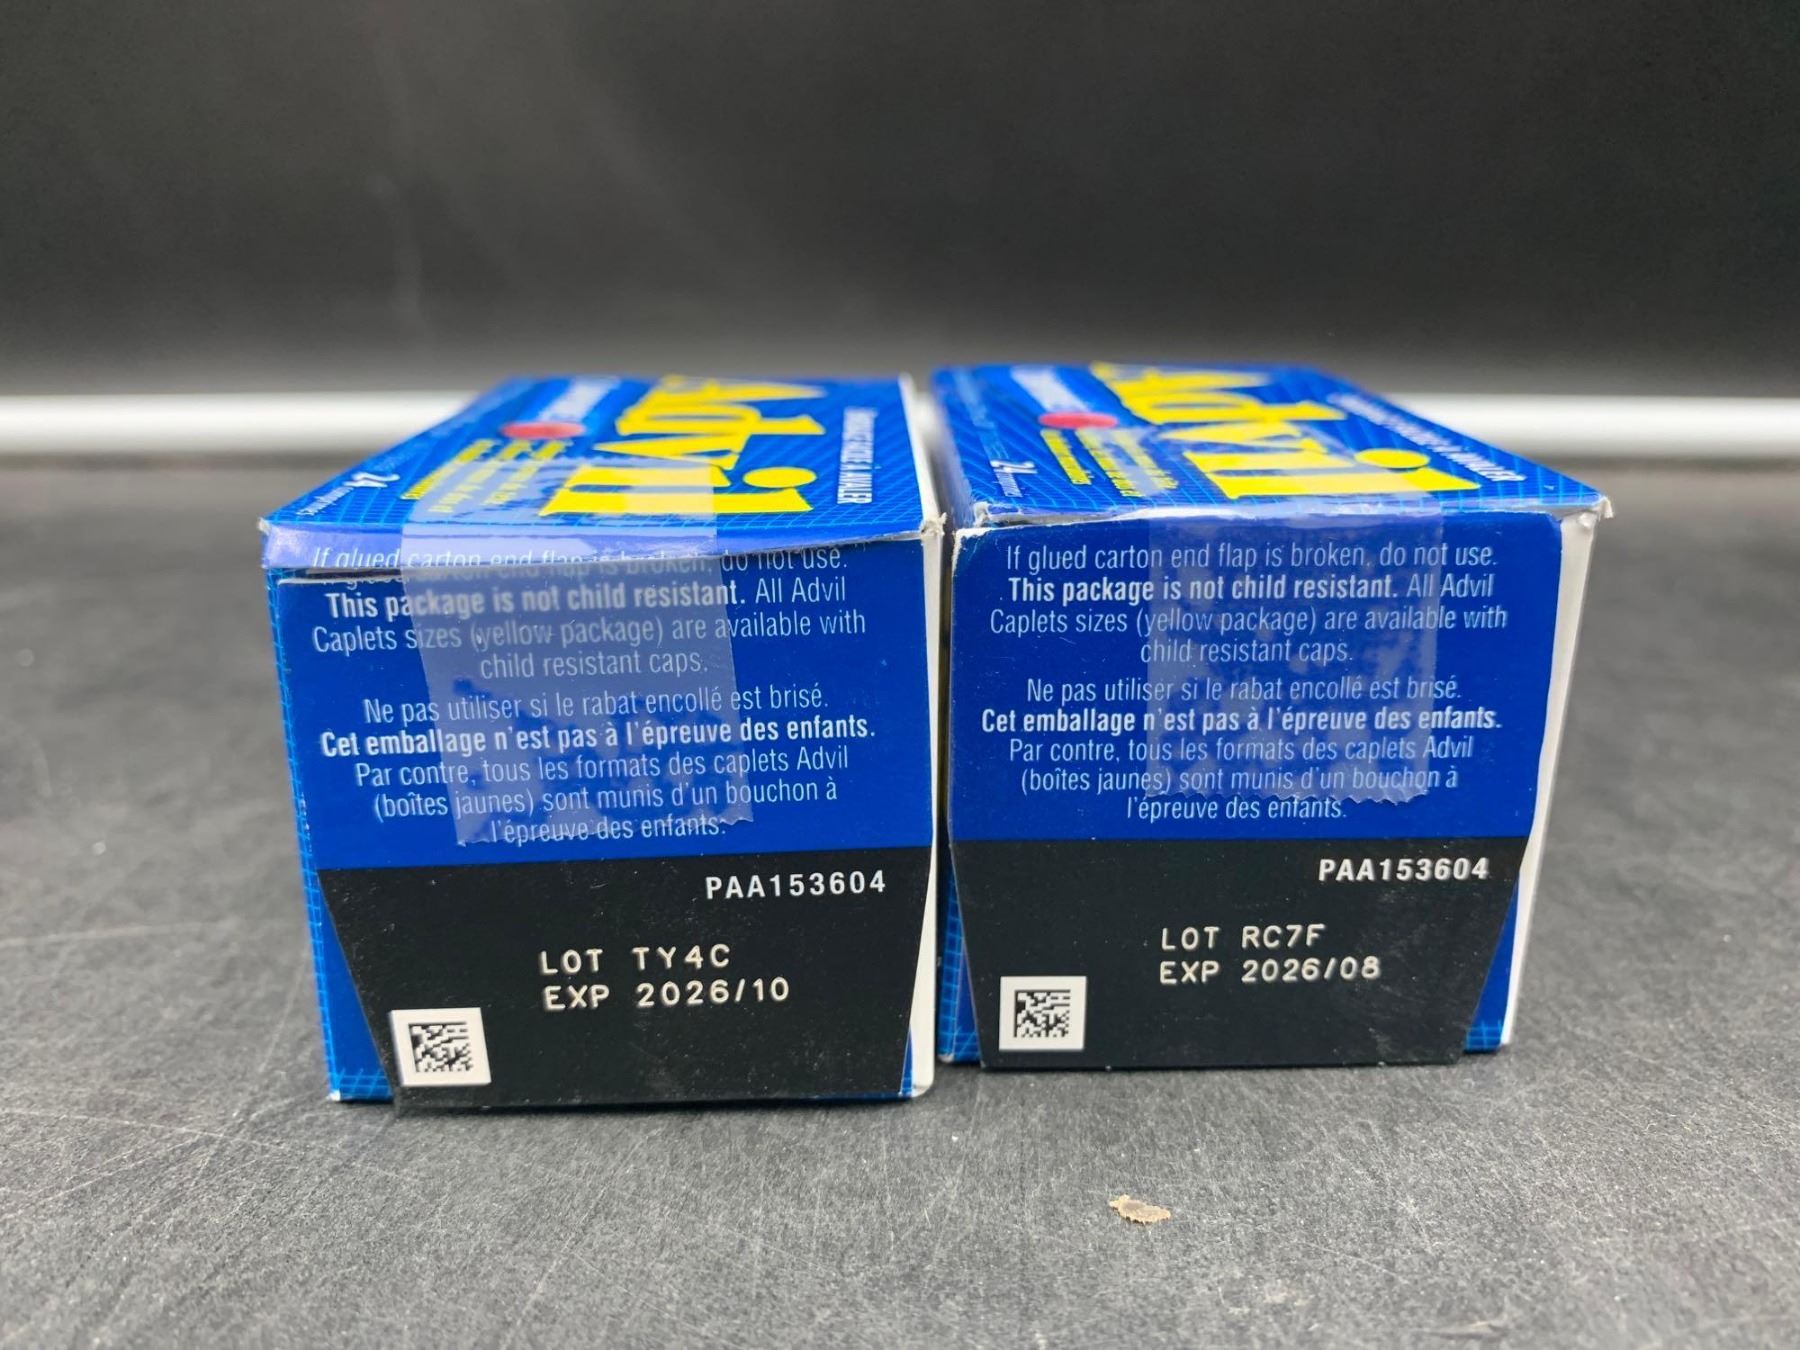 Advil
24
If glued carton end flap is broken, do not use.
This package is not child resistant. All Advil
Caplets sizes (yellow package) are available with
child resistant caps.
Ne pas utiliser si le rabat encollé est brisé.
Cet emballage n'est pas à l'épreuve des enfants.
Par contre, tous les formats des caplets Advil
(boîtes jaunes) sont munis d'un bouchon à
l'épreuve des enfants.
PAA153604
LOT TY4C
EXP 2026/10
Advil
24
If glued carton end flap is broken, do not use.
This package is not child resistant. All Advil
Caplets sizes (yellow package) are available with
child resistant caps.
Ne pas utiliser si le rabat encollé est brisé.
Cet emballage n'est pas à l'épreuve des enfants.
Par contre, tous les formats des caplets Advil
(boîtes jaunes) sont munis d'un bouchon à
l'épreuve des enfants.
PAA153604
LOT RC7F
EXP 2026/08